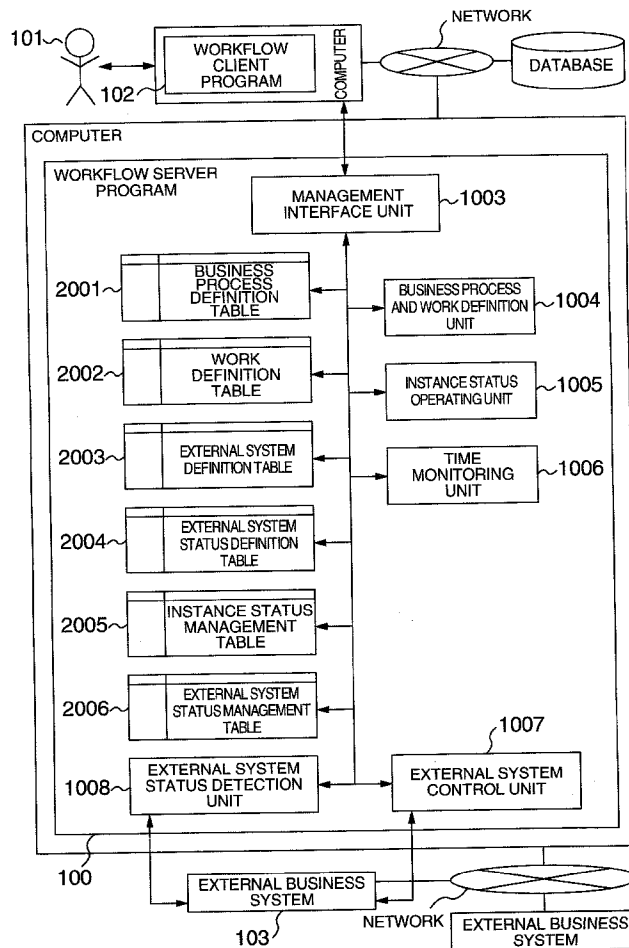 101
WORKFLOW
CLIENT
PROGRAM
102
COMPUTER
NETWORK
DATABASE
COMPUTER
WORKFLOW SERVER
PROGRAM
MANAGEMENT
INTERFACE UNIT
1003
2001
BUSINESS
PROCESS
DEFINITION
TABLE
BUSINESS PROCESS
AND WORK DEFINITION
UNIT
1004
2002
WORK
DEFINITION
TABLE
INSTANCE STATUS
OPERATING UNIT
1005
2003
EXTERNAL SYSTEM
DEFINITION TABLE
TIME
MONITORING
UNIT
1006
2004
EXTERNAL SYSTEM
STATUS DEFINITION
TABLE
2005
INSTANCE STATUS
MANAGEMENT
TABLE
2006
EXTERNAL SYSTEM
STATUS MANAGEMENT
TABLE
1007
1008
EXTERNAL SYSTEM
STATUS DETECTION
UNIT
EXTERNAL SYSTEM
CONTROL UNIT
100
EXTERNAL BUSINESS
SYSTEM
103
NETWORK
EXTERNAL BUSINESS
SYSTEM